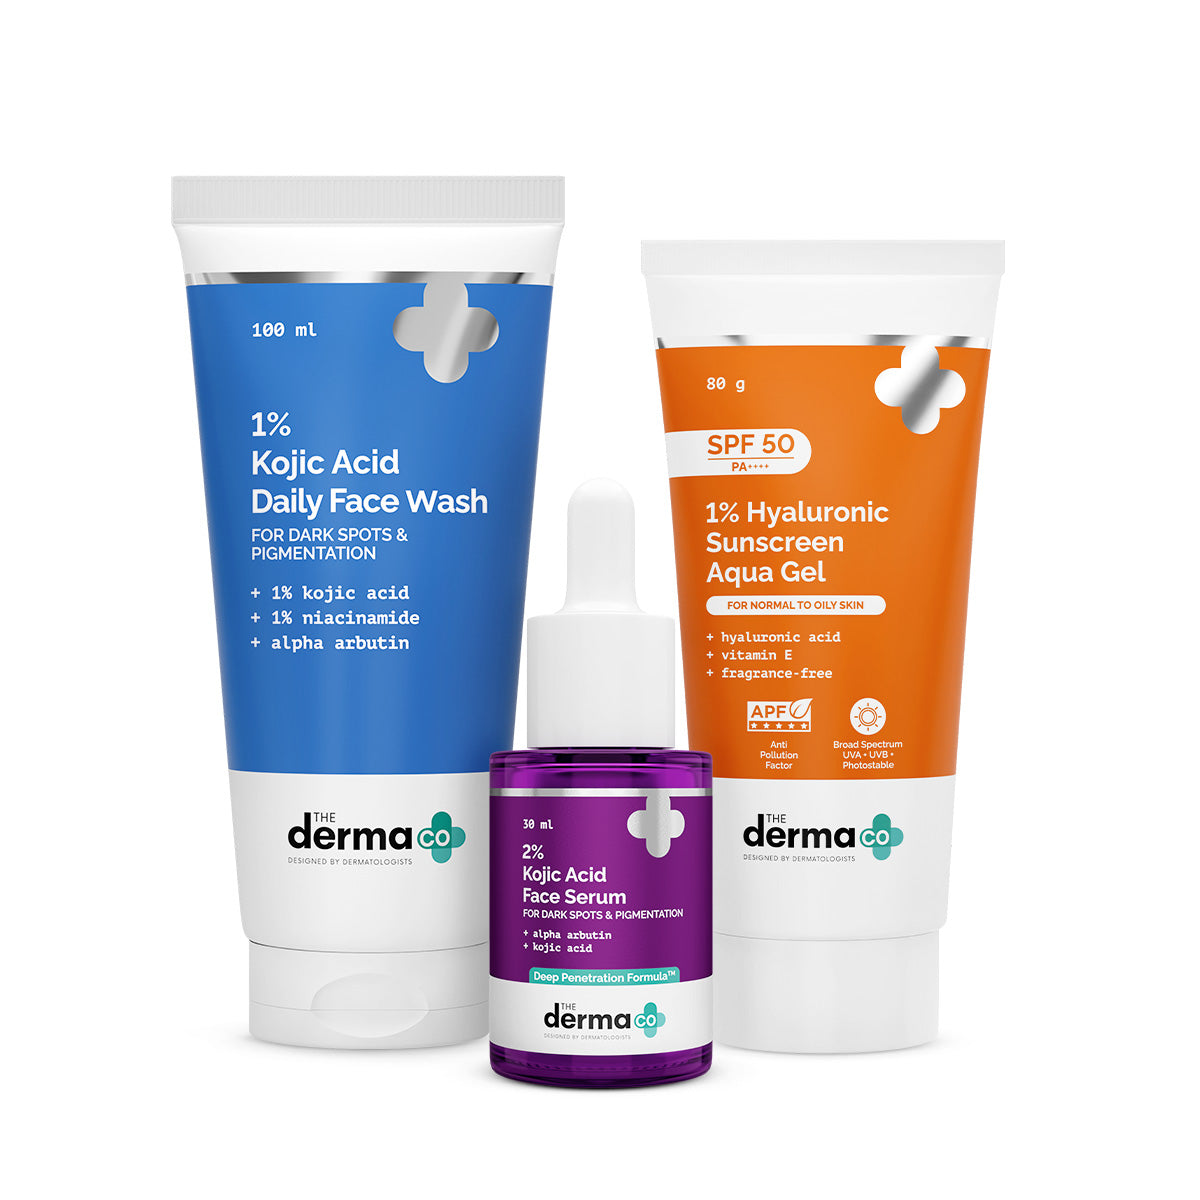 100 ml
1%
Kojic Acid
Daily Face Wash
FOR DARK SPOTS &
PIGMENTATION
+ 1% kojic acid
+ 1% niacinamide
+ alpha arbutin
THE
derma co
DESIGNED BY DERMATOLOGISTS
30 ml
2%
Kojic Acid
Face Serum
FOR DARK SPOTS & PIGMENTATION
+ alpha arbutin
+ kojic acid
Deep Penetration Formula™
THE
derma co
DESIGNED BY DERMATOLOGISTS
80 g
SPF 50
PA++++
1% Hyaluronic
Sunscreen
Aqua Gel
FOR NORMAL TO OILY SKIN
+ hyaluronic acid
+ vitamin E
+ fragrance-free
APF
Anti
Pollution
Factor
Broad Spectrum
UVA + UVB +
Photostable
THE
derma co
DESIGNED BY DERMATOLOGISTS